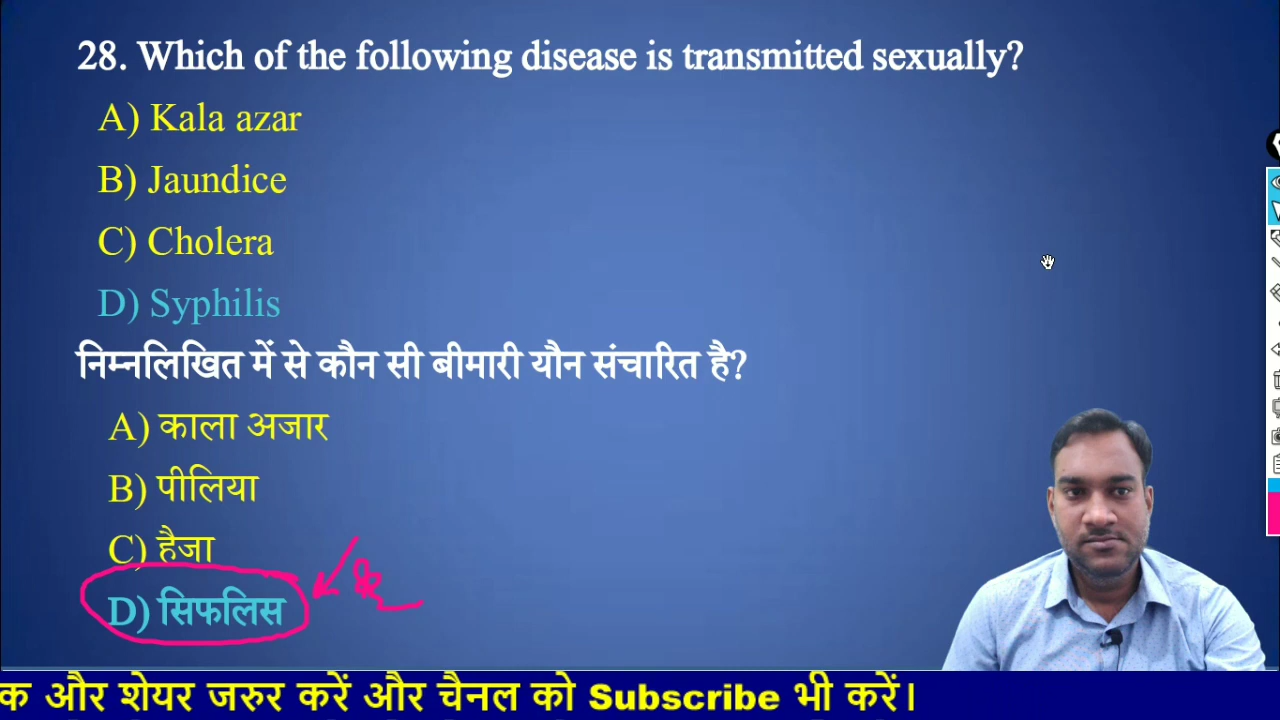 28. Which of the following disease is transmitted sexually?
A) Kala azar
B) Jaundice
C) Cholera
D) Syphilis
निम्नलिखित में से कौन सी बीमारी यौन संचारित है?
A) काला अजार
B) पीलिया
C) हैजा
D) सिफलिस
क और शेयर जरुर करें और चैनल को Subscribe भी करें।